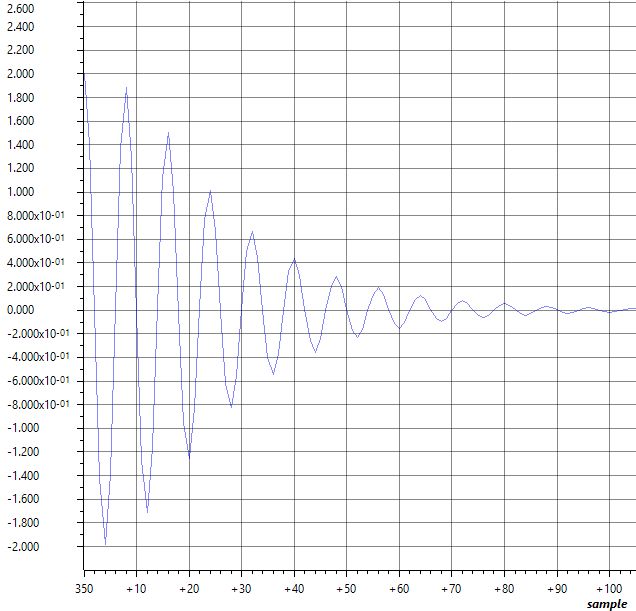 2.600
2.400
2.200
2.000
1.800
1.600
1.400
1.200
1.000
8.000x10⁻⁰¹
6.000x10⁻⁰¹
4.000x10⁻⁰¹
2.000x10⁻⁰¹
0.000
-2.000x10⁻⁰¹
-4.000x10⁻⁰¹
-6.000x10⁻⁰¹
-8.000x10⁻⁰¹
-1.000
-1.200
-1.400
-1.600
-1.800
-2.000
350 +10 +20 +30 +40 +50 +60 +70 +80 +90 +100
sample